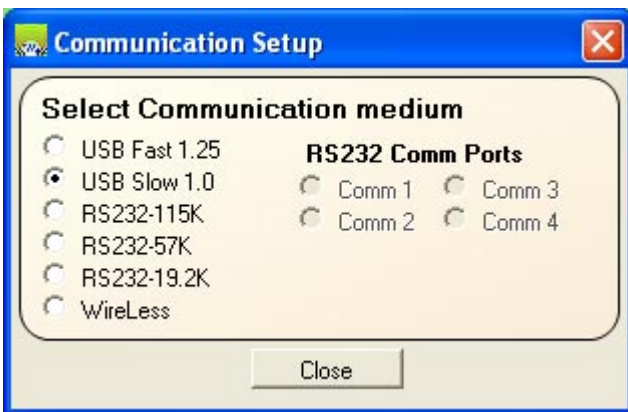 Communication Setup
Select Communication medium
USB Fast 1.25
USB Slow 1.0
RS232-115K
RS232-57K
RS232-19.2K
WireLess
RS232 Comm Ports
Comm 1 Comm 3
Comm 2 Comm 4
Close